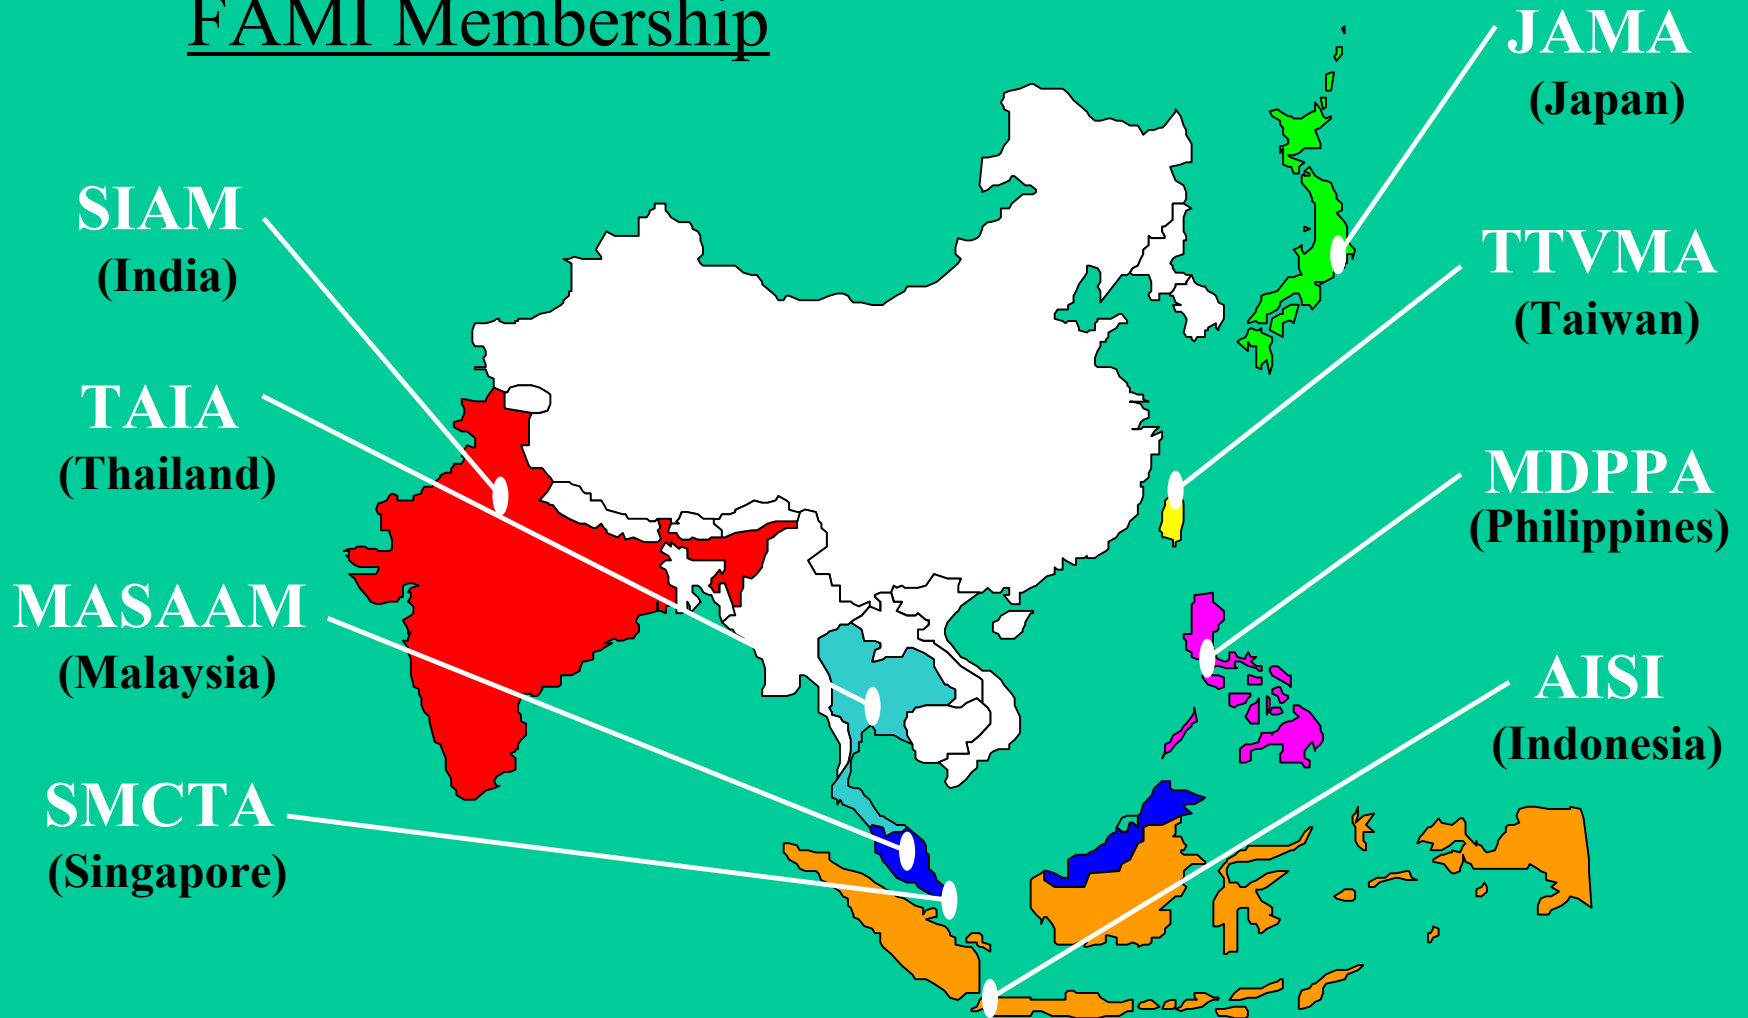 FAMI Membership
SIAM
(India)
TAIA
(Thailand)
MASAAM
(Malaysia)
SMCTA
(Singapore)
JAMA
(Japan)
TTVMA
(Taiwan)
MDPPA
(Philippines)
AISI
(Indonesia)